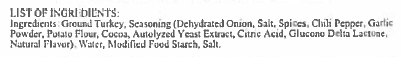 LIST OF INGREDIENTS:
Ingredients: Ground Turkey, Seasoning (Dehydrated Onion, Salt, Spices, Chili Pepper, Garlic
Powder, Potato Flour, Cocoa, Autolyzed Yeast Extract, Citric Acid, Glucono Delta Lactone,
Natural Flavor), Water, Modified Food Starch, Salt.